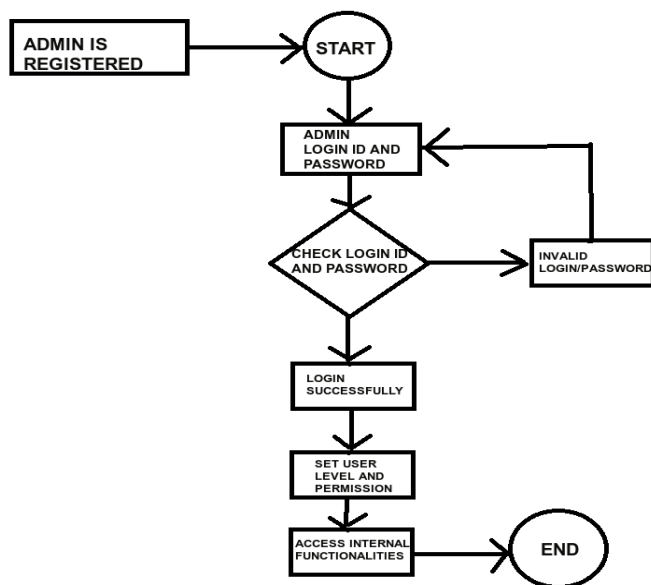 ADMIN IS
REGISTERED
START
ADMIN
LOGIN ID AND
PASSWORD
CHECK LOGIN ID
AND PASSWORD
INVALID
LOGIN/PASSWORD
LOGIN
SUCCESSFULLY
SET USER
LEVEL AND
PERMISSION
ACCESS INTERNAL
FUNCTIONALITIES
END